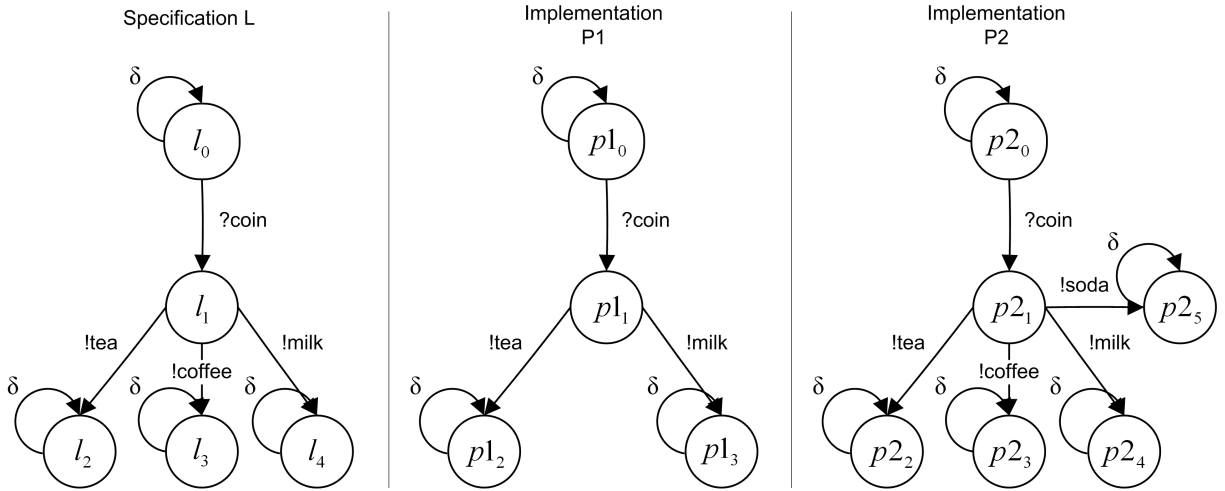 Specification L
δ
l₀
?coin
l₁
!tea
!coffee
!milk
δ
δ
δ
l₂
l₃
l₄
Implementation
P1
δ
p1₀
?coin
p1₁
!tea
!milk
δ
δ
p1₂
p1₃
Implementation
P2
δ
p2₀
?coin
δ
!soda
p2₁
p2₅
!tea
!coffee
!milk
δ
δ
δ
p2₂
p2₃
p2₄